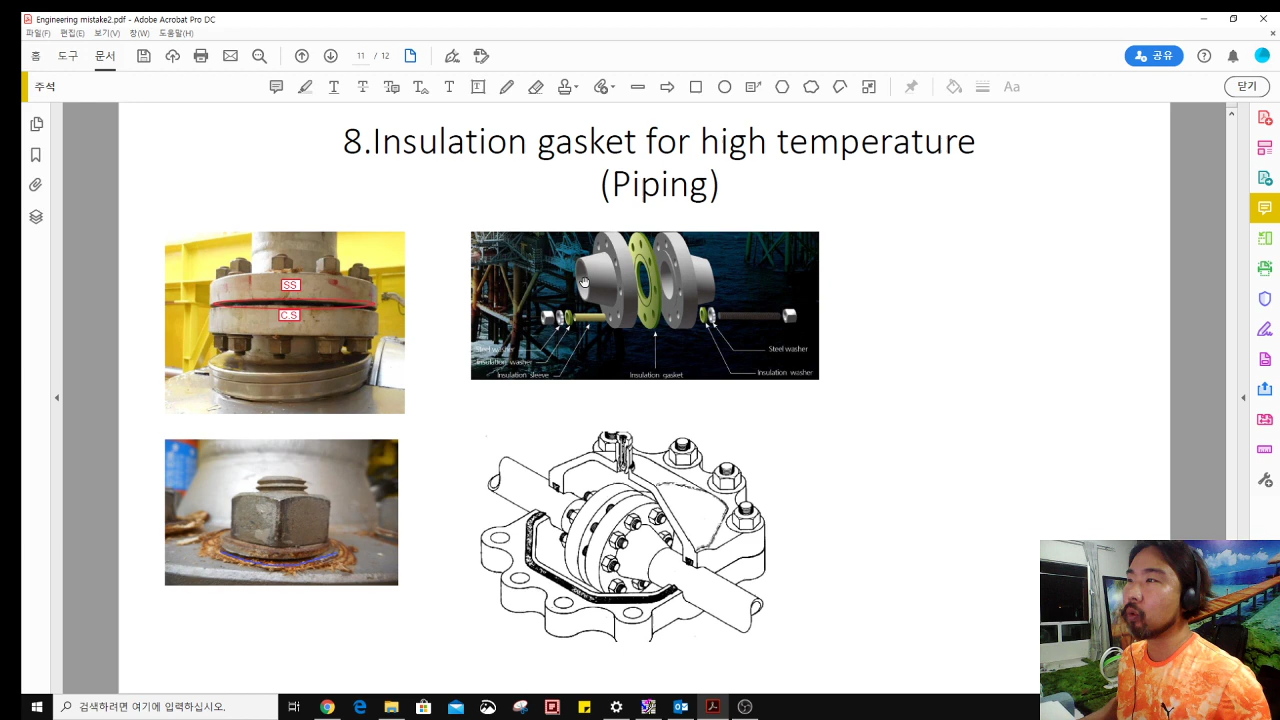 Engineering mistake2.pdf - Adobe Acrobat Pro DC
파일(F) 편집(E) 보기(V) 창(W) 도움말(H)
홈 도구 문서 11 / 12 공유
주석 닫기
8.Insulation gasket for high temperature
(Piping)
SS
C.S
Steel washer
Insulation washer
Insulation sleeve
Insulation gasket
Steel washer
Insulation washer
검색하려면 여기에 입력하십시오.